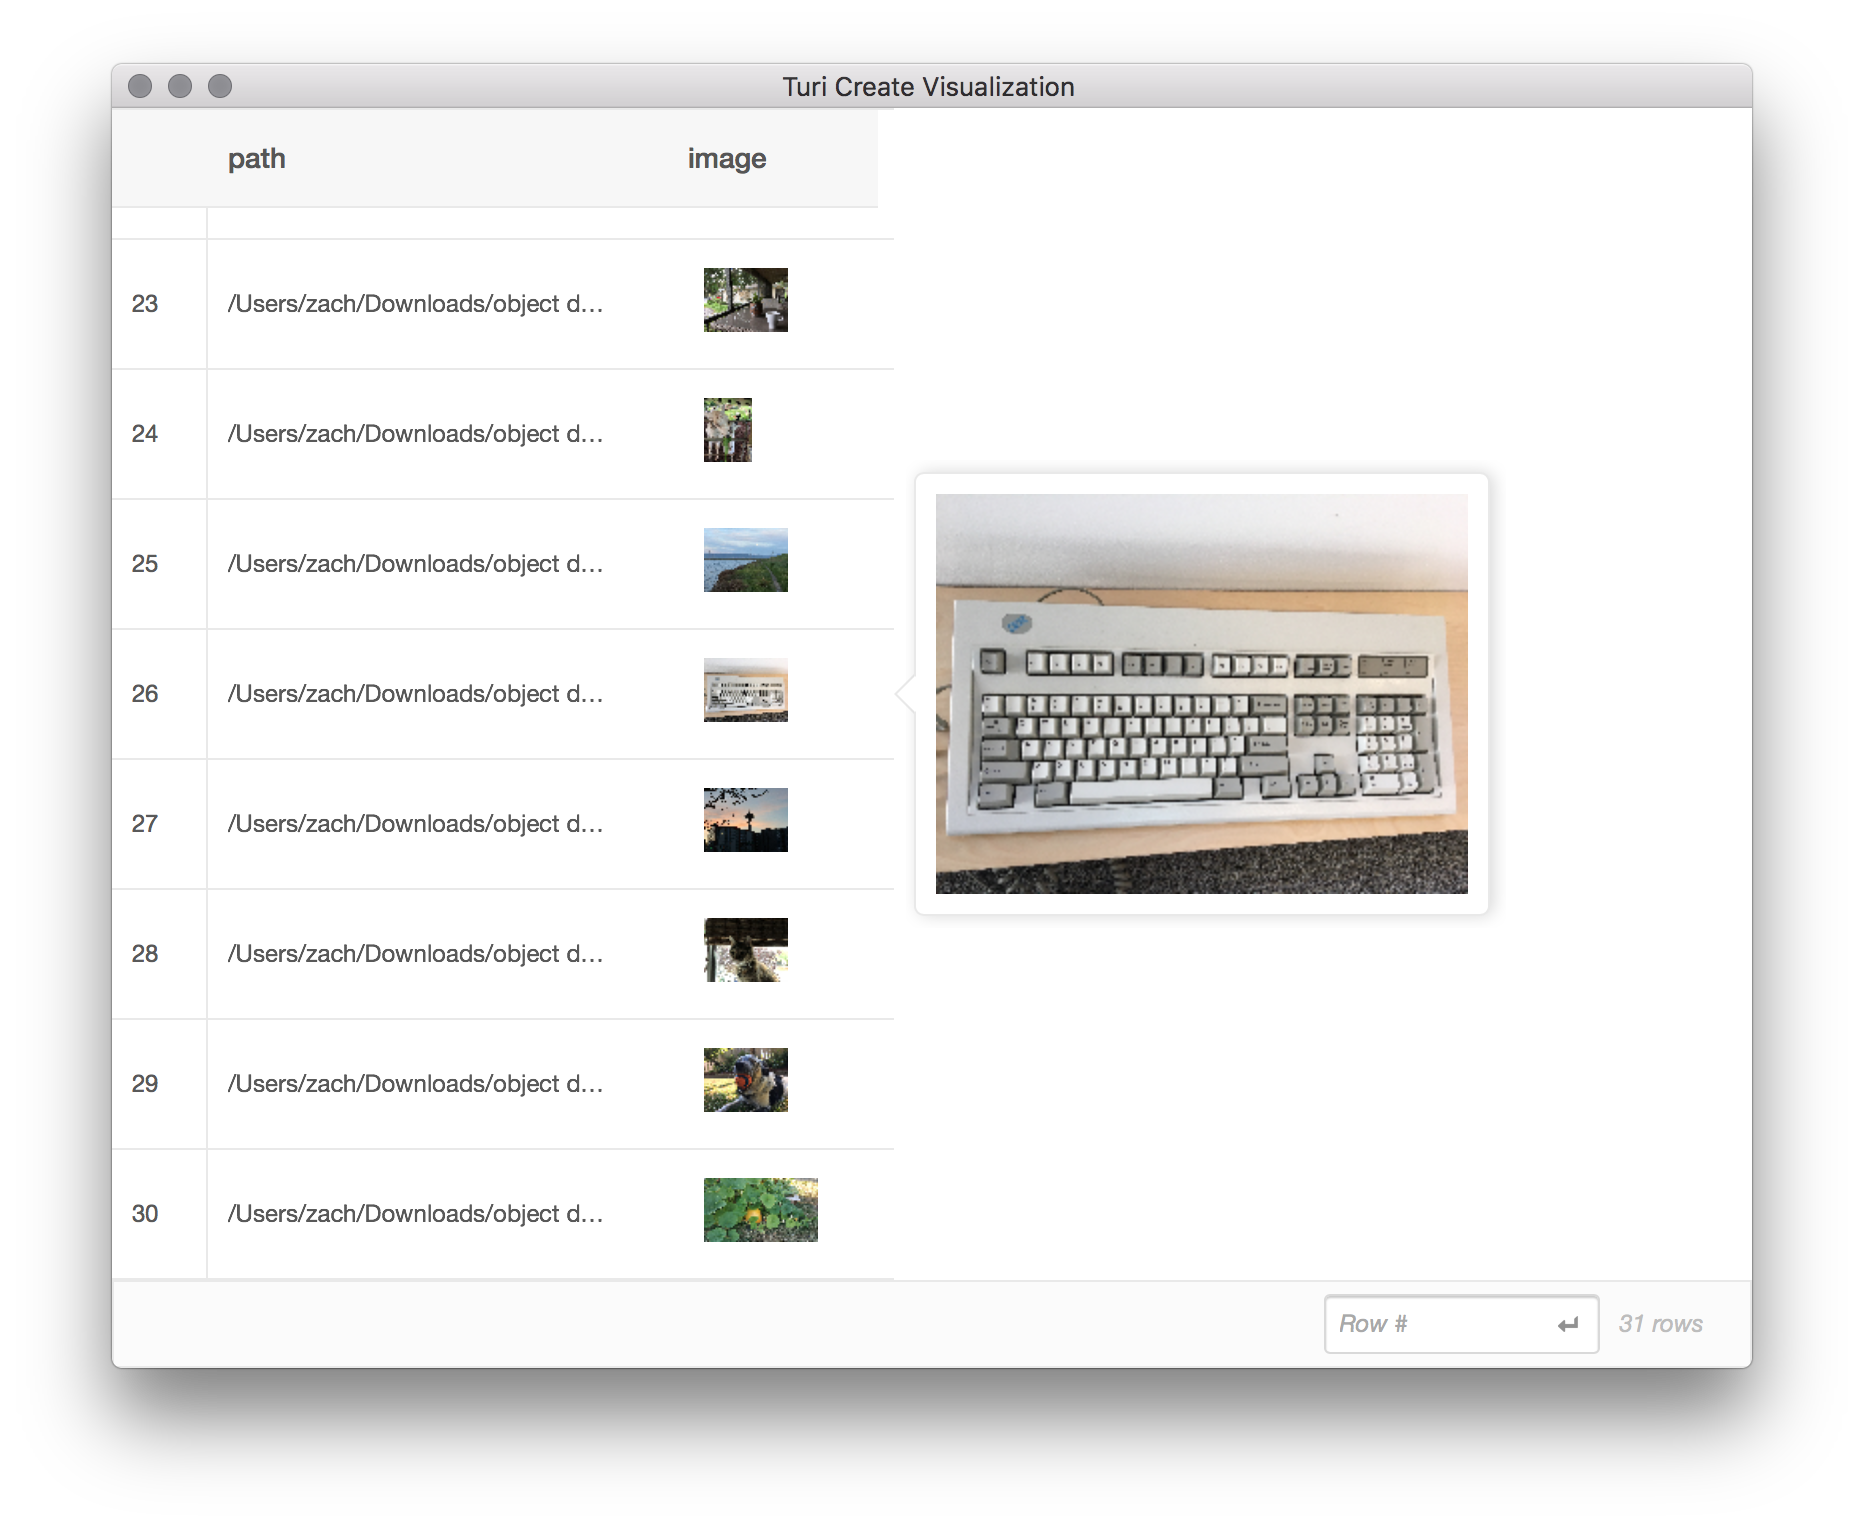 Turi Create Visualization
path image
23 /Users/zach/Downloads/object d...
24 /Users/zach/Downloads/object d...
25 /Users/zach/Downloads/object d...
26 /Users/zach/Downloads/object d...
27 /Users/zach/Downloads/object d...
28 /Users/zach/Downloads/object d...
29 /Users/zach/Downloads/object d...
30 /Users/zach/Downloads/object d...
Row # 31 rows